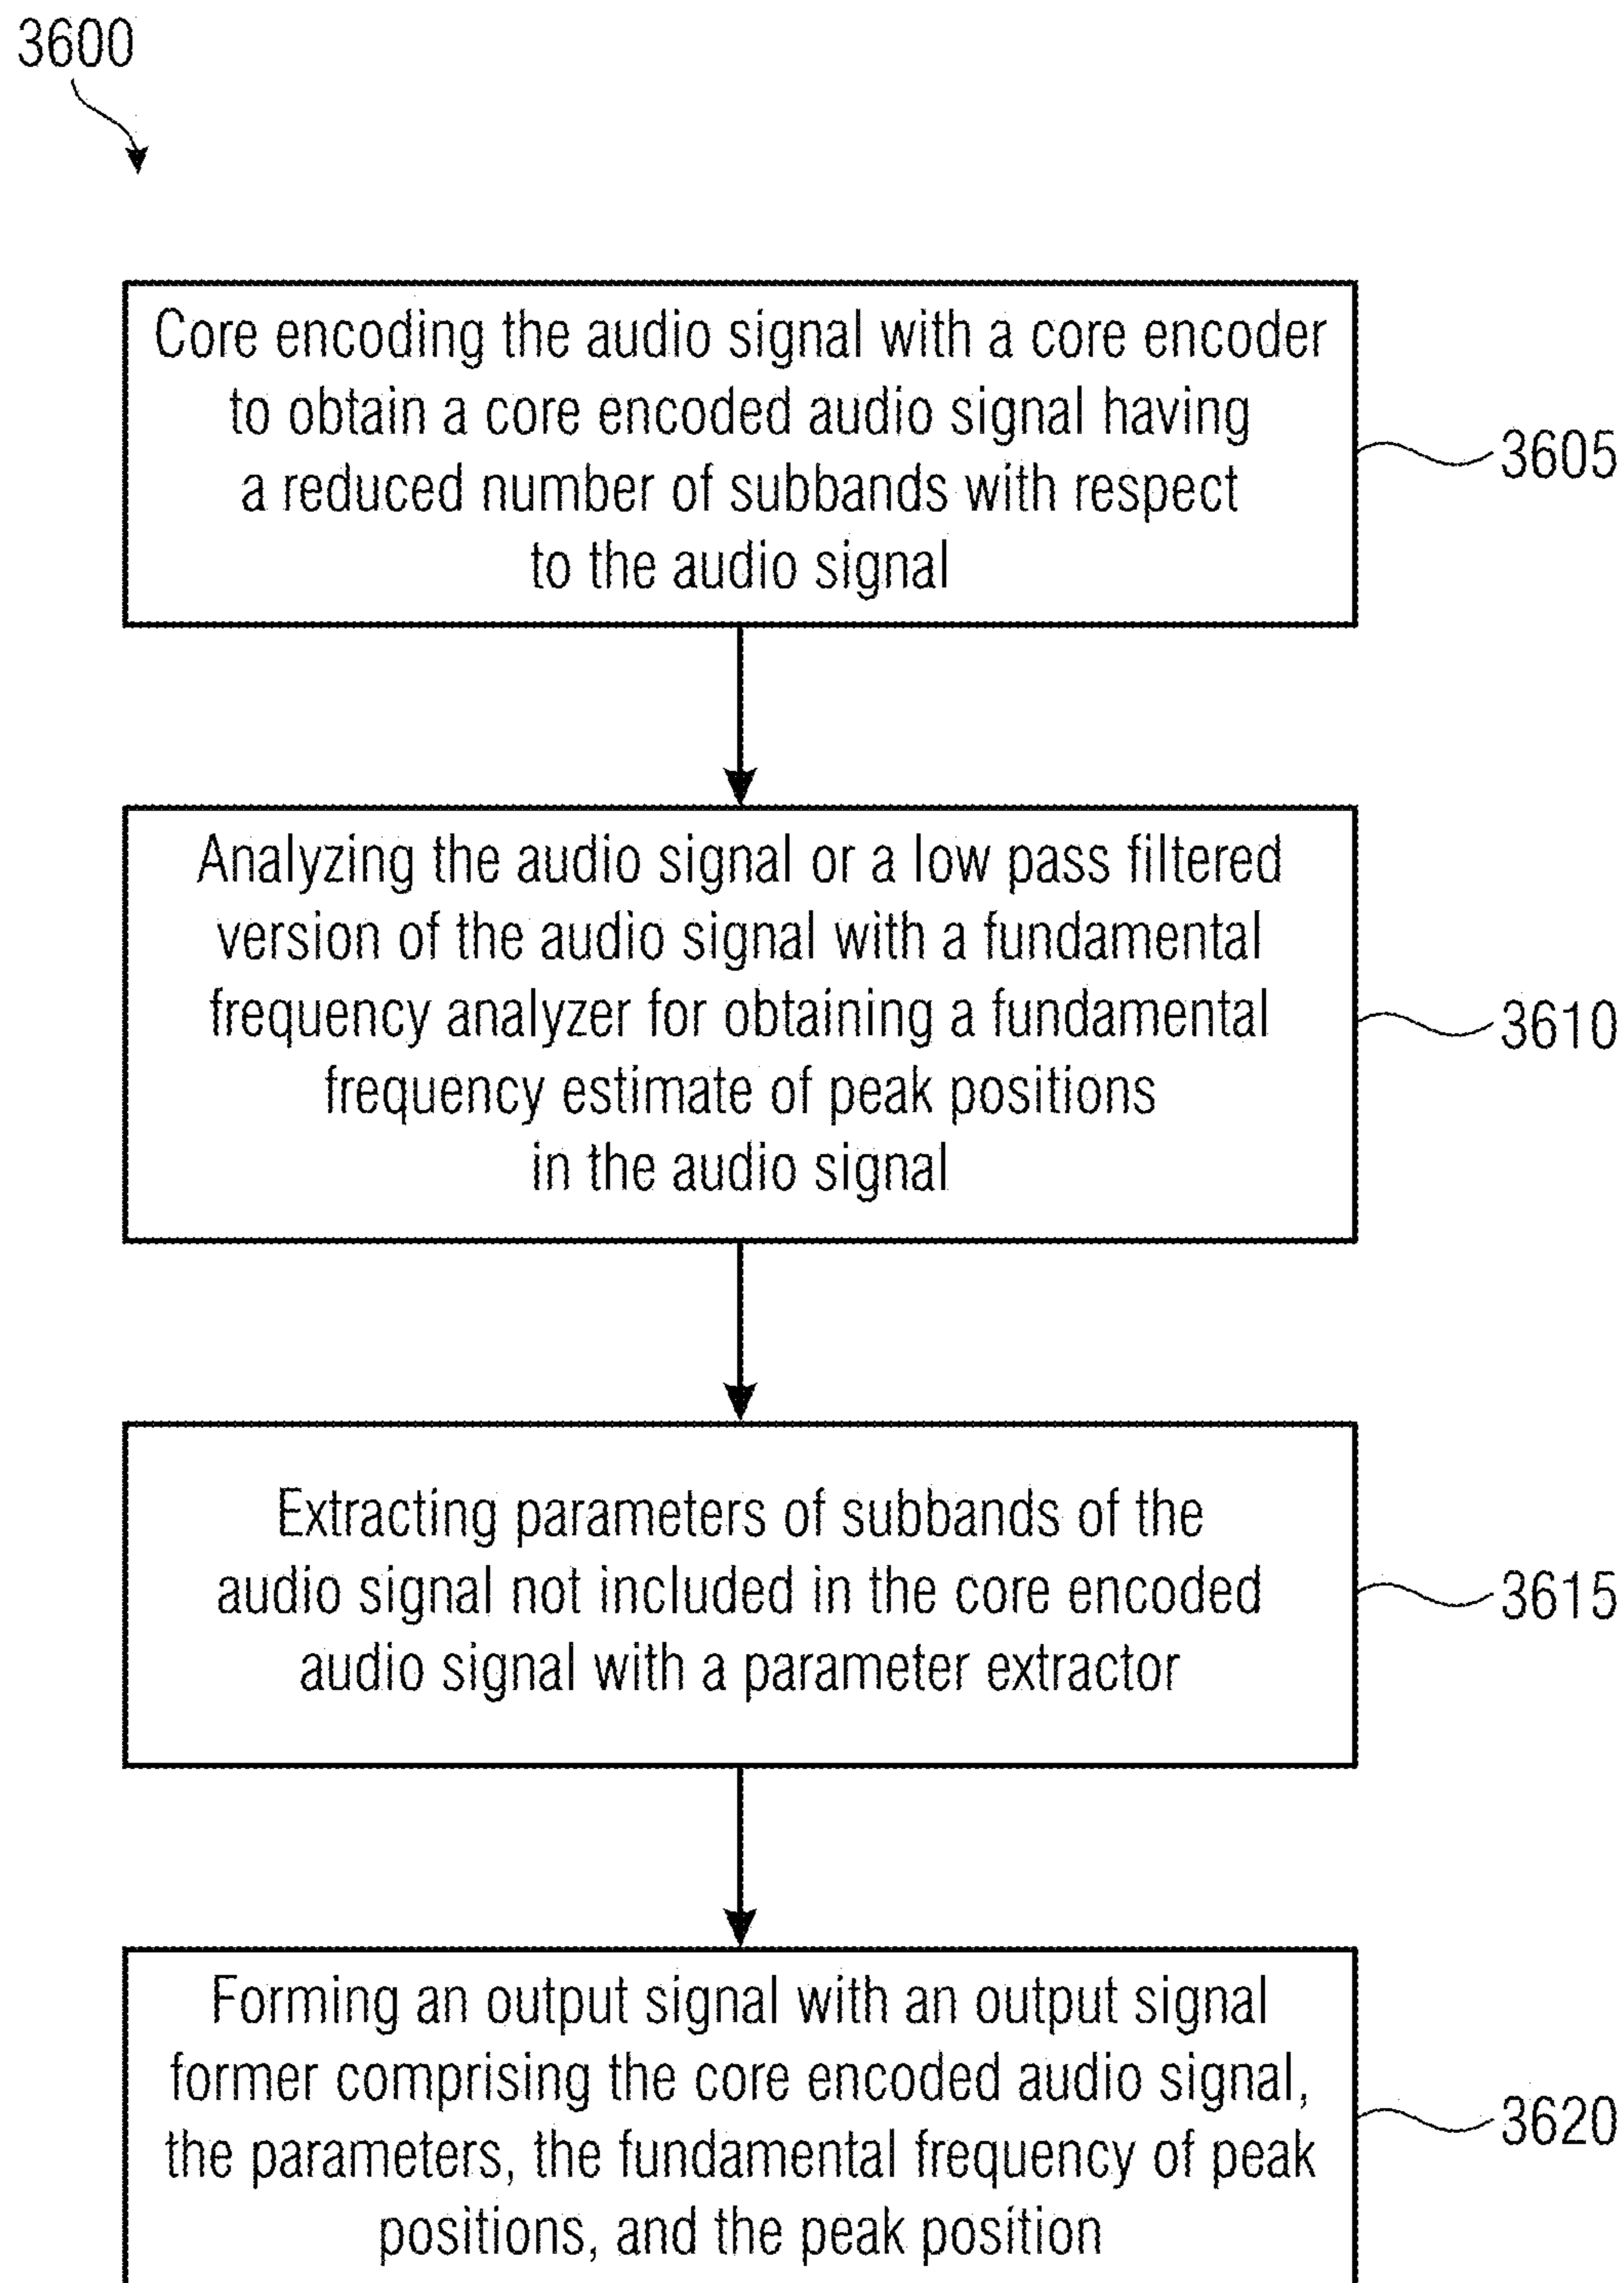 3600
Core encoding the audio signal with a core encoder
to obtain a core encoded audio signal having
a reduced number of subbands with respect
to the audio signal
3605
Analyzing the audio signal or a low pass filtered
version of the audio signal with a fundamental
frequency analyzer for obtaining a fundamental
frequency estimate of peak positions
in the audio signal
3610
Extracting parameters of subbands of the
audio signal not included in the core encoded
audio signal with a parameter extractor
3615
Forming an output signal with an output signal
former comprising the core encoded audio signal,
the parameters, the fundamental frequency of peak
positions, and the peak position
3620